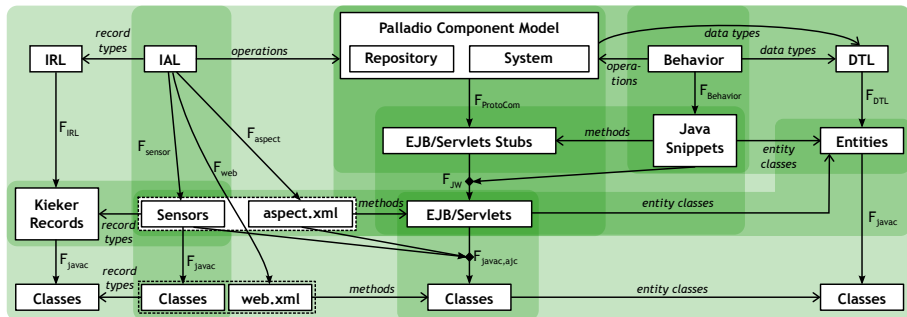 Palladio Component Model
record
types
data types
IRL
IAL
operations
Repository
System
opera-
tions
Behavior
data types
DTL
F_IRL
F_sensor
F_web
F_aspect
F_ProtoCom
F_Behavior
F_DTL
EJB/Servlets Stubs
methods
Java
Snippets
entity
classes
Entities
F_JW
Kieker
Records
record
types
Sensors
aspect.xml
methods
EJB/Servlets
entity classes
F_javac
F_javac
F_javac,ajc
F_javac
Classes
record
types
Classes
web.xml
methods
Classes
entity classes
Classes